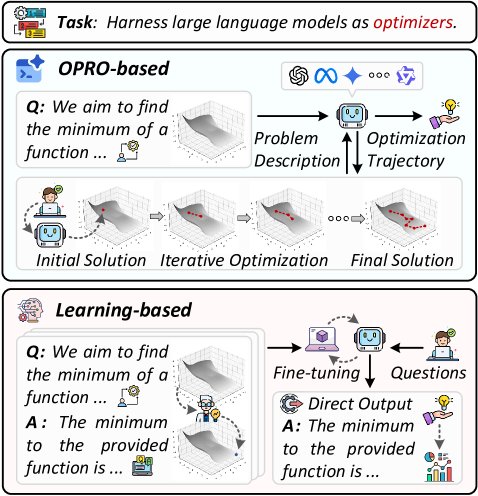 Task: Harness large language models as optimizers.
OPRO-based
Q: We aim to find
the minimum of a
function ...
Problem
Description
Optimization
Trajectory
Initial Solution
Iterative Optimization
Final Solution
Learning-based
Q: We aim to find
the minimum of a
function ...
A: The minimum
to the provided
function is ...
Fine-tuning
Questions
Direct Output
A: The minimum
to the provided
function is ...